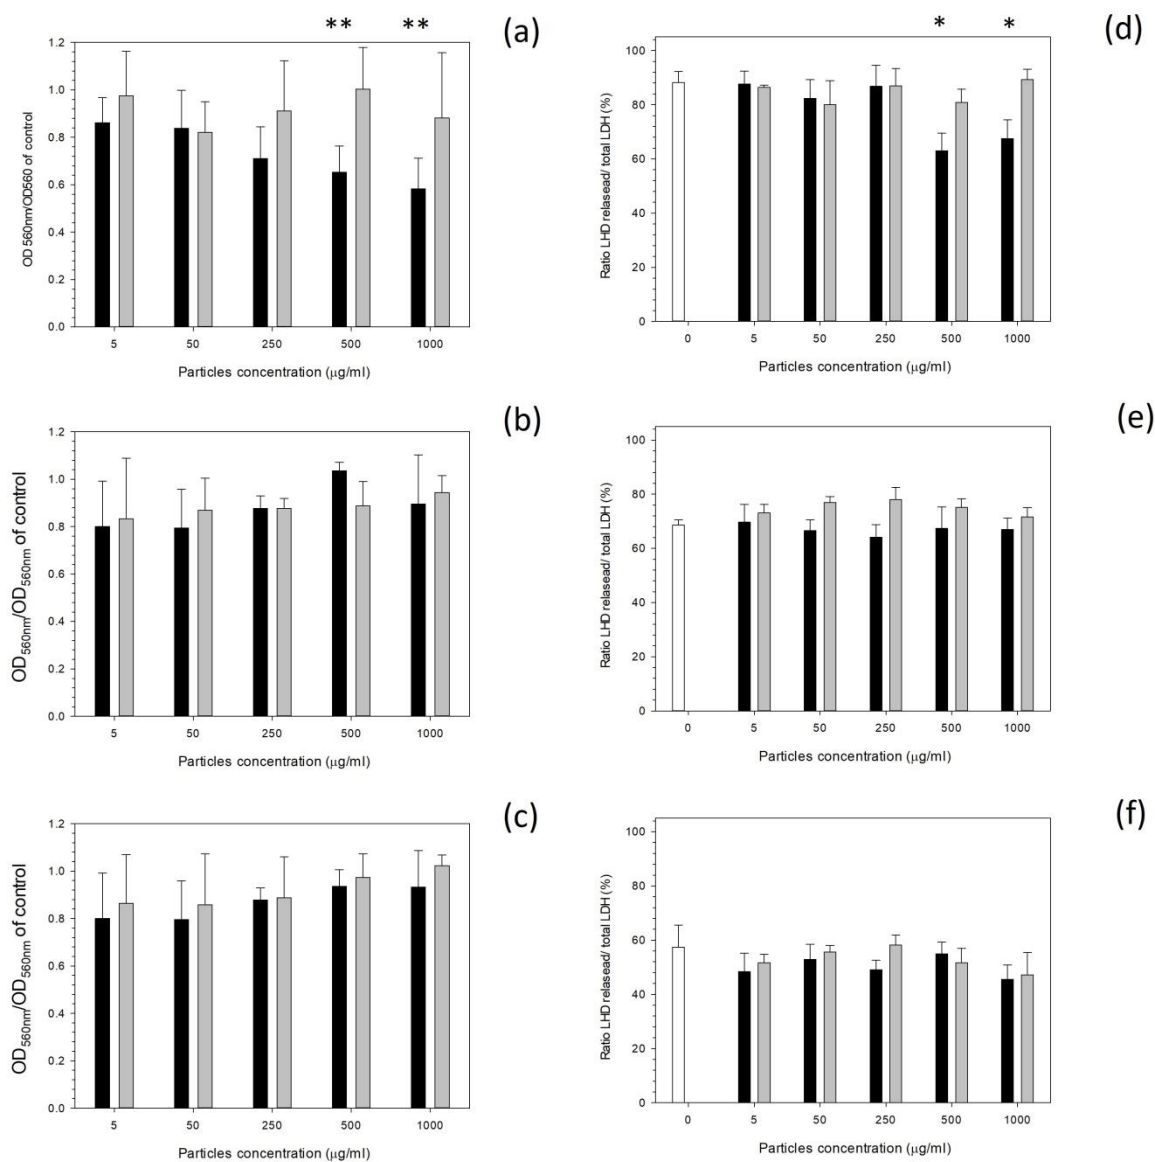 ** **
(a)
1.2
1.0
0.8
0.6
0.4
0.2
0.0
OD 560nm/OD560 of control
5 50 250 500 1000
Particles concentration (μg/ml)
* *
(d)
100
80
60
40
20
0
Ratio LHD relasead/ total LDH (%)
0 5 50 250 500 1000
Particles concentration (μg/ml)
(b)
1.2
1.0
0.8
0.6
0.4
0.2
0.0
OD560nm/OD560nm of control
5 50 250 500 1000
Particles concentration (μg/ml)
(e)
100
80
60
40
20
0
Ratio LHD relasead/ total LDH (%)
0 5 50 250 500 1000
Particles concentration (μg/ml)
(c)
1.2
1.0
0.8
0.6
0.4
0.2
0.0
OD560nm/OD560nm of control
5 50 250 500 1000
Particles concentration (μg/ml)
(f)
100
80
60
40
20
0
Ratio LHD relasead/ total LDH (%)
0 5 50 250 500 1000
Particles concentration (μg/ml)